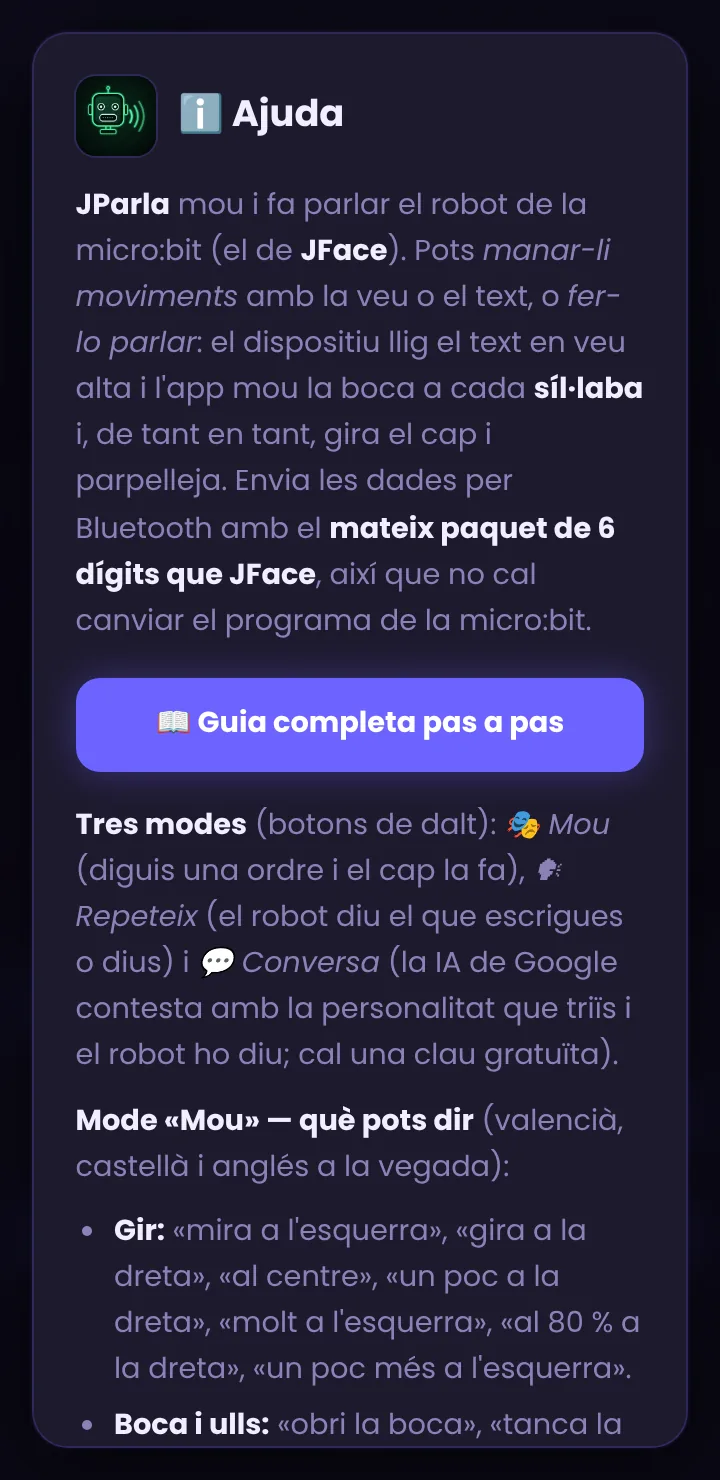 ℹ️ Ajuda
JParla mou i fa parlar el robot de la
micro:bit (el de JFace). Pots manar-li
moviments amb la veu o el text, o fer-
lo parlar: el dispositiu llig el text en veu
alta i l'app mou la boca a cada síl·laba
i, de tant en tant, gira el cap i
parpelleja. Envia les dades per
Bluetooth amb el mateix paquet de 6
dígits que JFace, així que no cal
canviar el programa de la micro:bit.
📖 Guia completa pas a pas
Tres modes (botons de dalt): 🎭 Mou
(diguis una ordre i el cap la fa), 🗣
Repeteix (el robot diu el que escrigues
o dius) i 💬 Conversa (la IA de Google
contesta amb la personalitat que triïs i
el robot ho diu; cal una clau gratuïta).
Mode «Mou» — què pots dir (valencià,
castellà i anglés a la vegada):
• Gir: «mira a l'esquerra», «gira a la
dreta», «al centre», «un poc a la
dreta», «molt a l'esquerra», «al 80 % a
la dreta», «un poc més a l'esquerra».
• Boca i ulls: «obri la boca», «tanca la